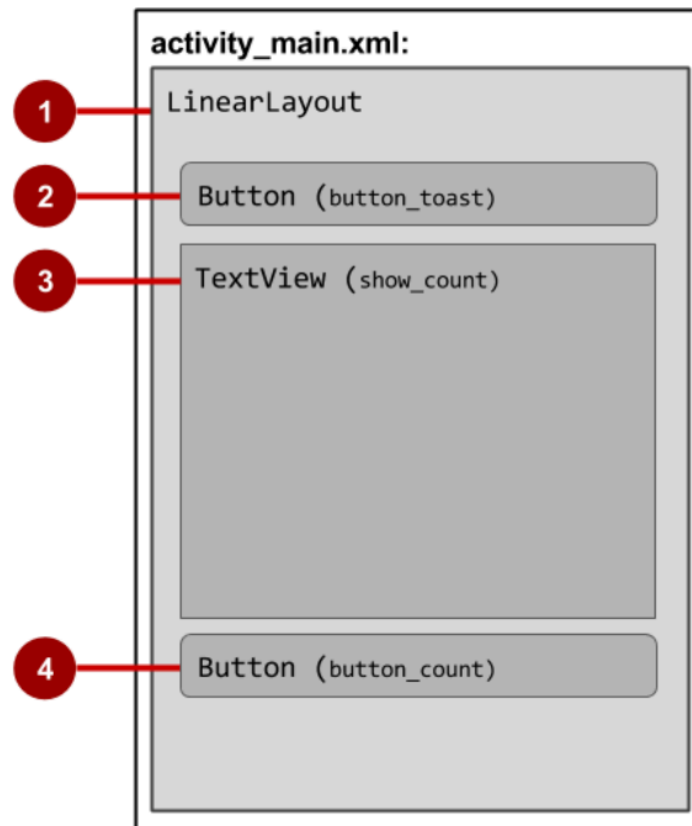 activity_main.xml:
1
LinearLayout
2
Button (button_toast)
3
TextView (show_count)
4
Button (button_count)